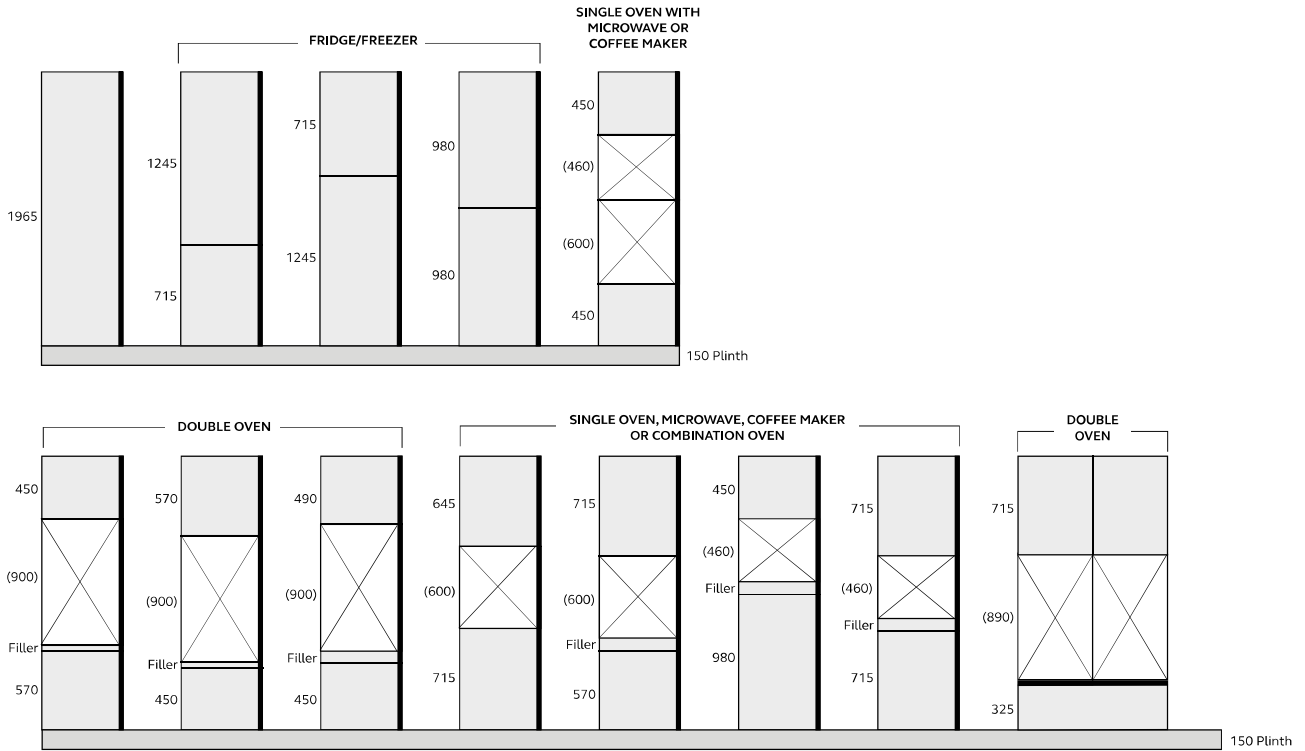 SINGLE OVEN WITH
MICROWAVE OR
COFFEE MAKER
FRIDGE/FREEZER
1965
1245
715
715
1245
980
980
450
(460)
(600)
450
150 Plinth
DOUBLE OVEN
SINGLE OVEN, MICROWAVE, COFFEE MAKER
OR COMBINATION OVEN
DOUBLE
OVEN
450
(900)
Filler
570
570
(900)
Filler
450
490
(900)
Filler
450
645
(600)
715
715
(600)
Filler
570
450
(460)
Filler
980
715
(460)
Filler
715
715
(890)
325
150 Plinth